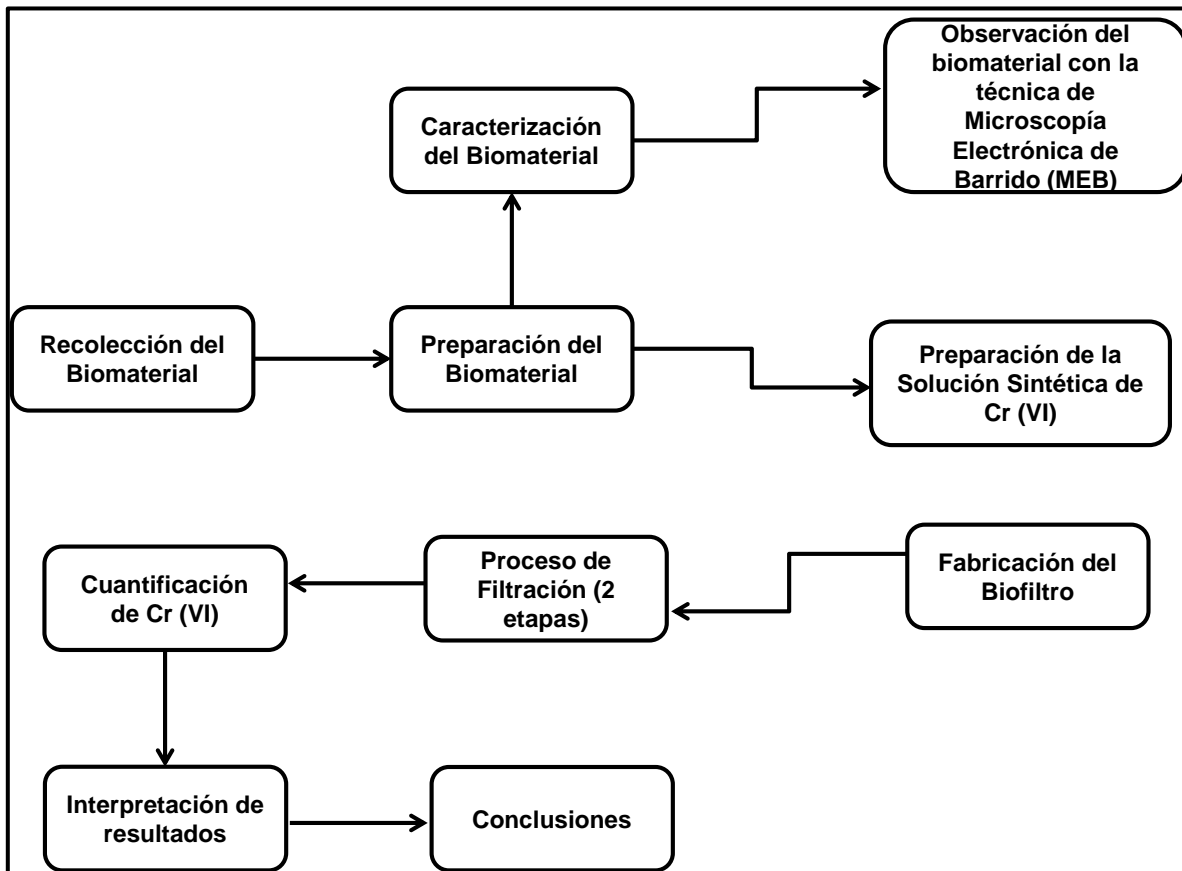 Observación del
biomaterial con la
técnica de
Microscopía
Electrónica de
Barrido (MEB)
Caracterización
del Biomaterial
Recolección del
Biomaterial
Preparación del
Biomaterial
Preparación de la
Solución Sintética de
Cr (VI)
Cuantificación
de Cr (VI)
Proceso de
Filtración (2
etapas)
Fabricación del
Biofiltro
Interpretación de
resultados
Conclusiones